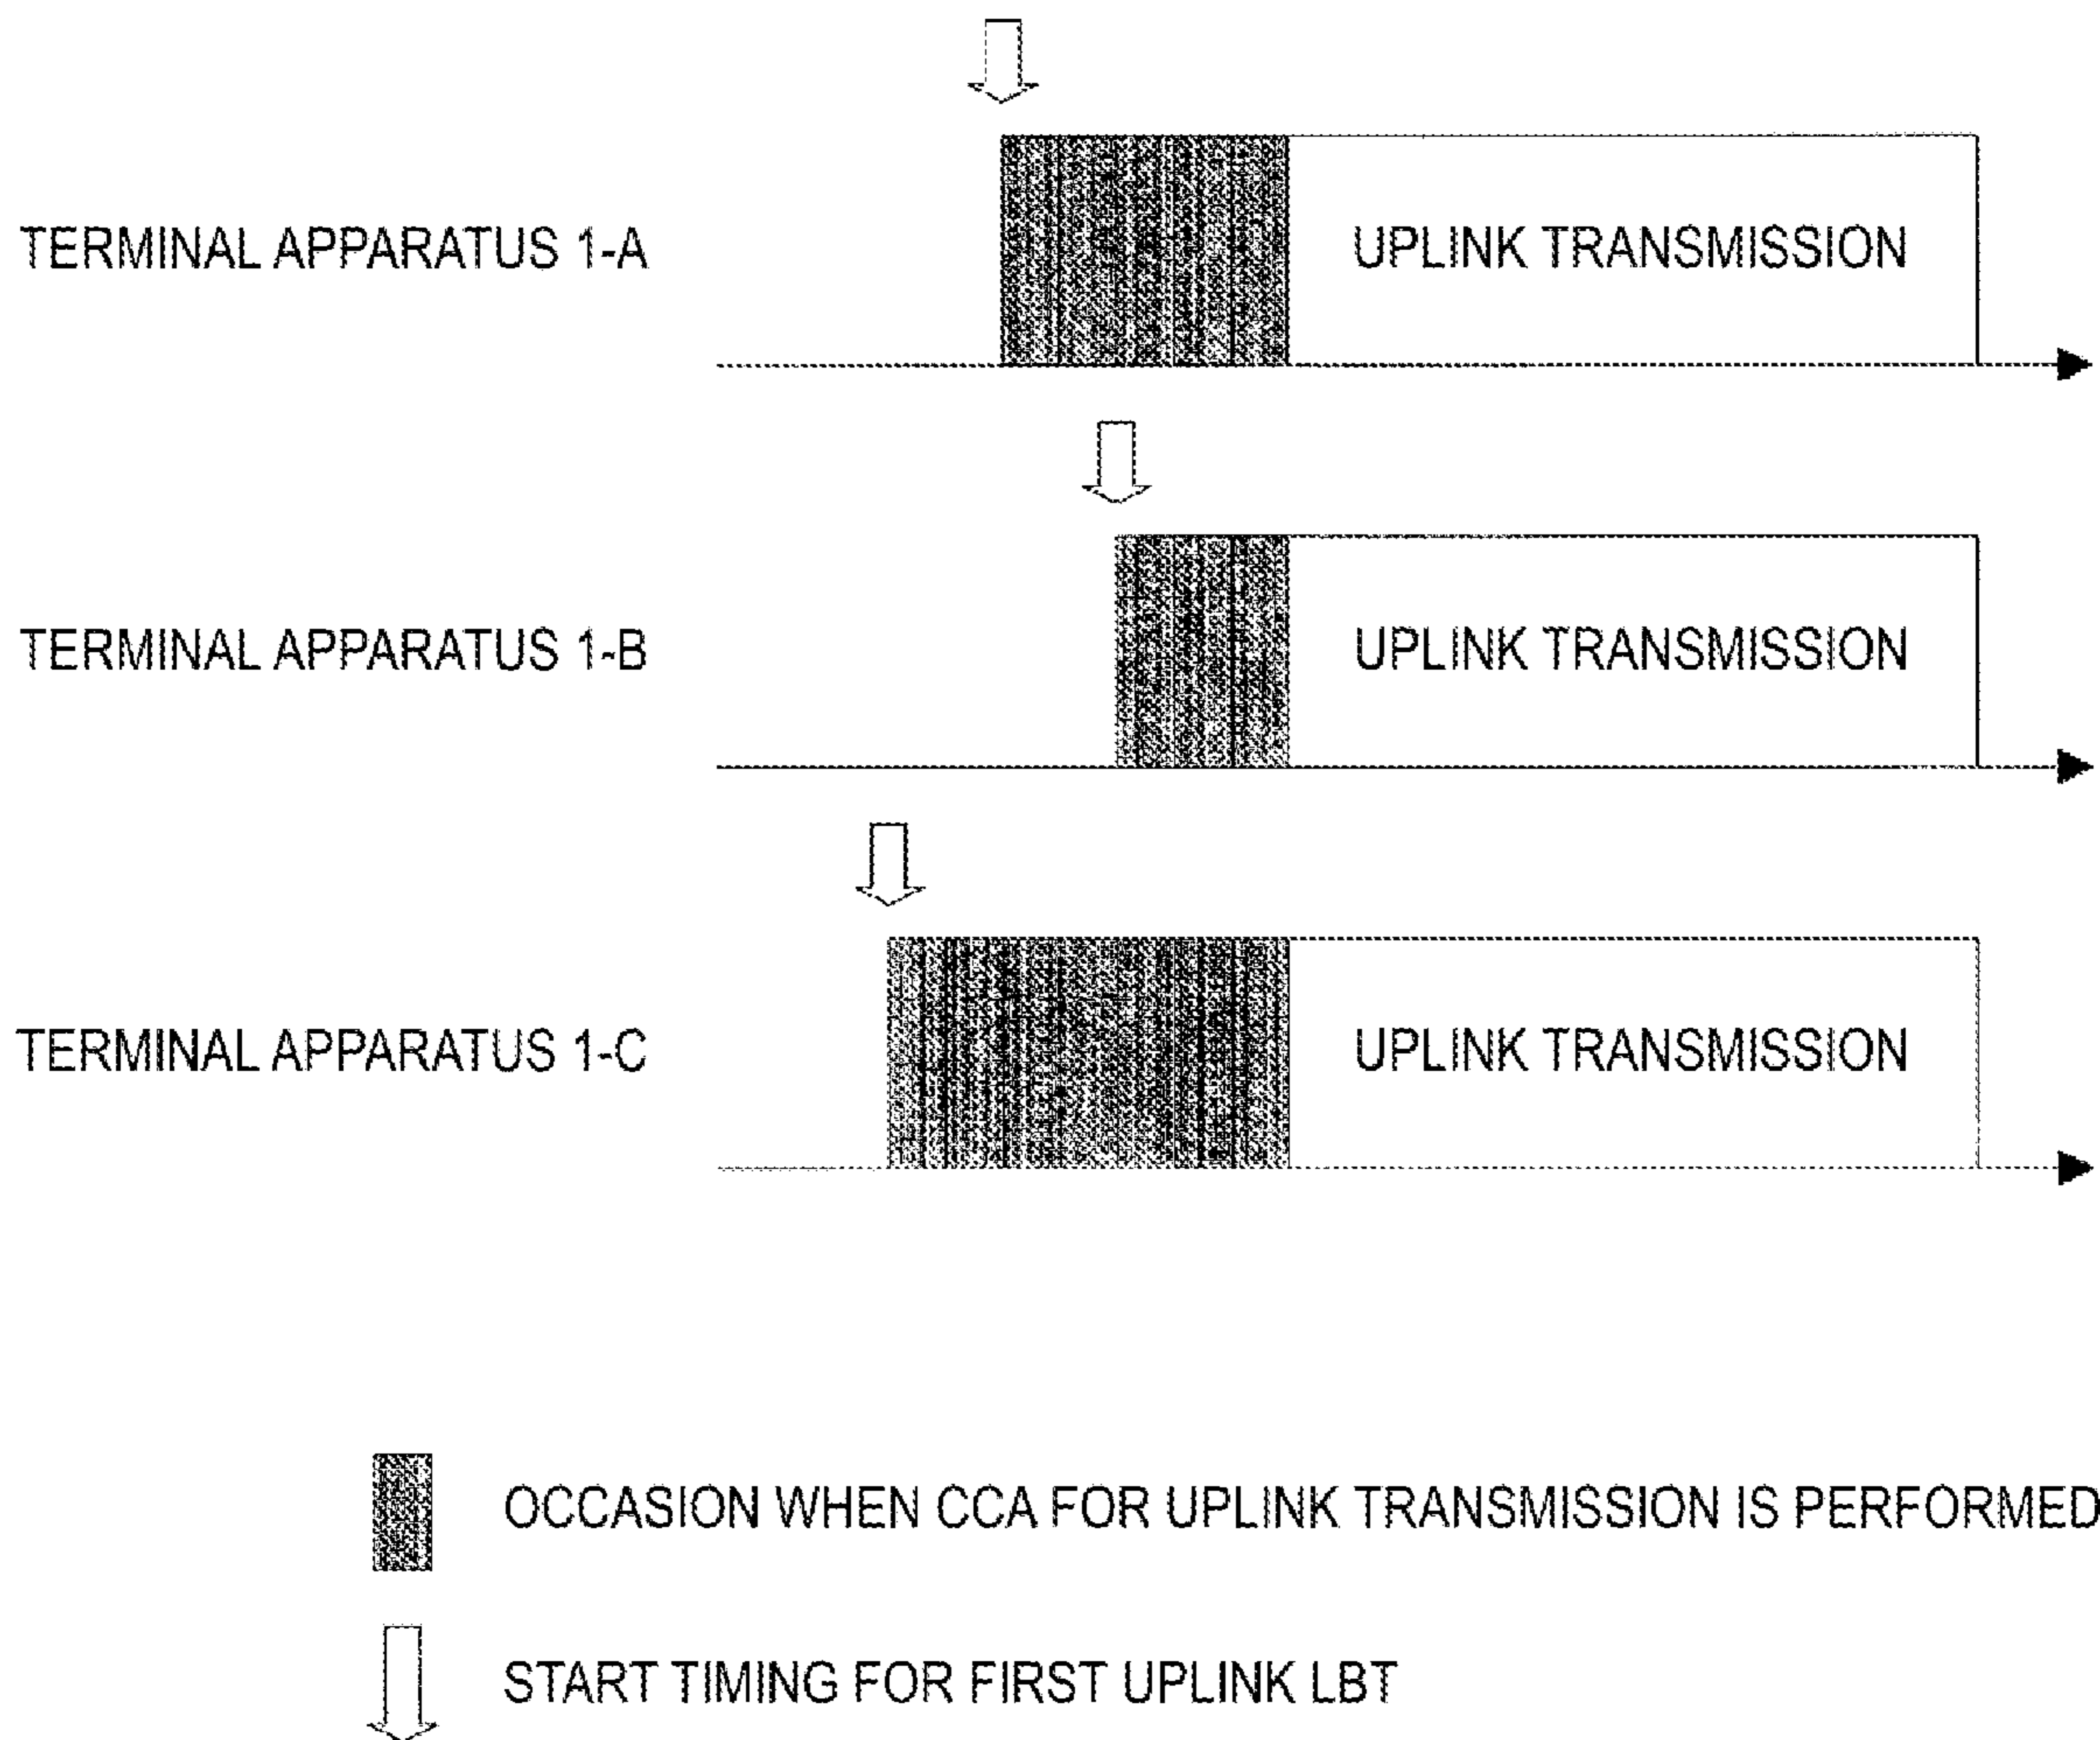 TERMINAL APPARATUS 1-A
UPLINK TRANSMISSION
TERMINAL APPARATUS 1-B
UPLINK TRANSMISSION
TERMINAL APPARATUS 1-C
UPLINK TRANSMISSION
OCCASION WHEN CCA FOR UPLINK TRANSMISSION IS PERFORMED
START TIMING FOR FIRST UPLINK LBT